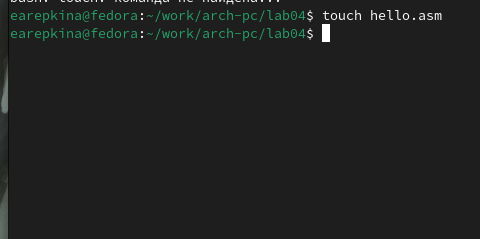 bash: touch: команда не найдена...
earepkina@fedora:~/work/arch-pc/lab04$ touch hello.asm
earepkina@fedora:~/work/arch-pc/lab04$